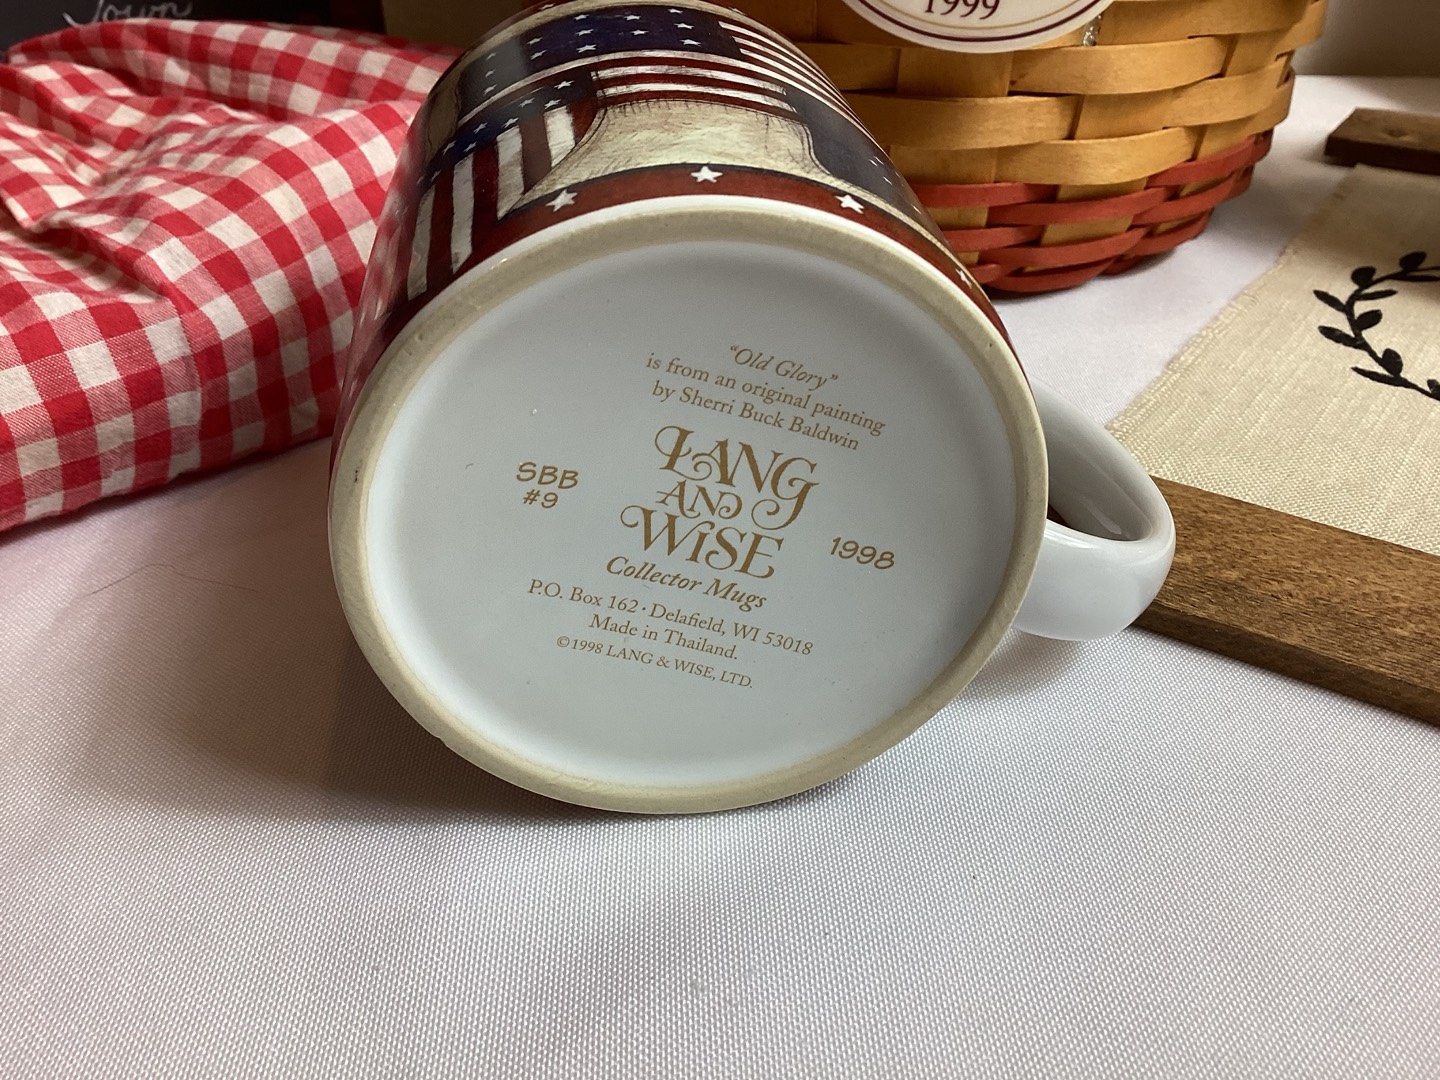 Town
1999
"Old Glory"
is from an original painting
by Sherri Buck Baldwin
LANG
AND
WiSE
SBB
#9
1998
Collector Mugs
P.O. Box 162 · Delafield, WI 53018
Made in Thailand.
©1998 LANG & WISE, LTD.